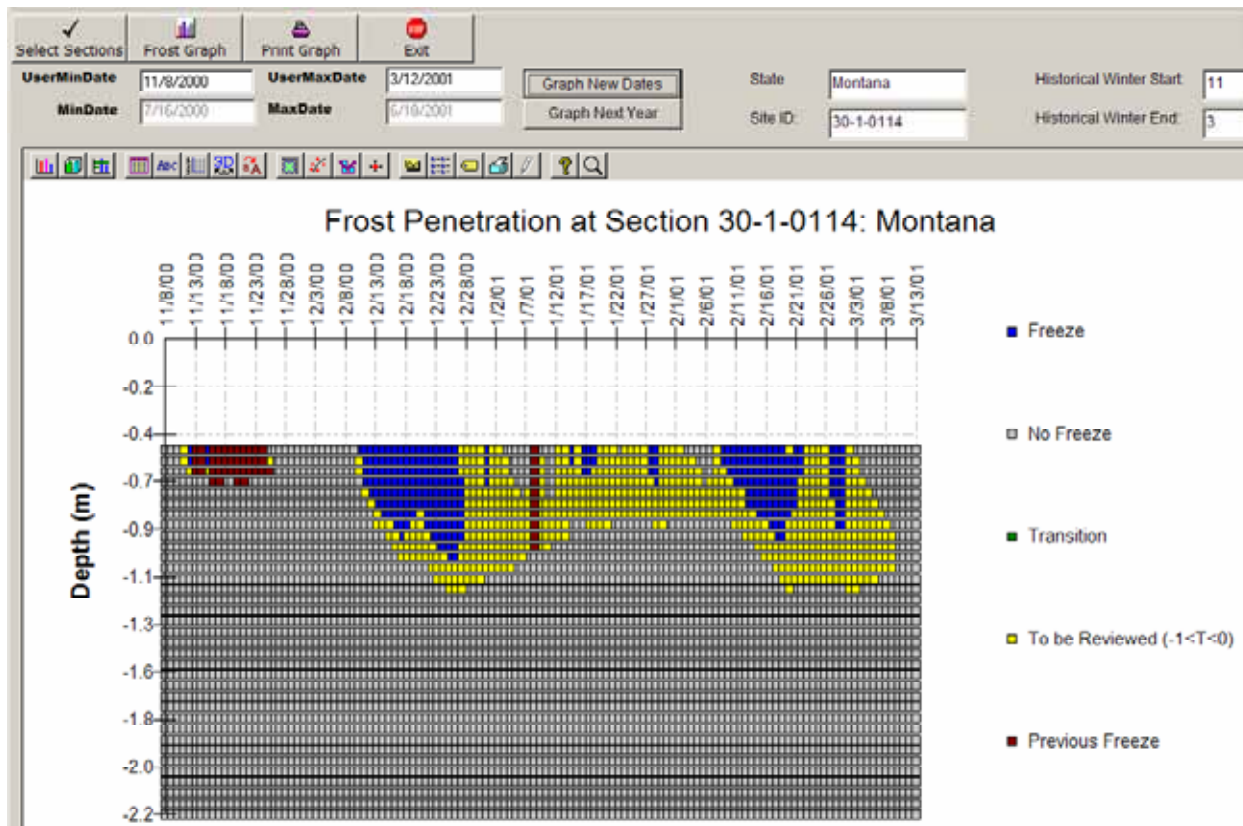 Select Sections Frost Graph Print Graph Exit
UserMinDate 11/8/2000 UserMaxDate 3/12/2001 Graph New Dates State Montana Historical Winter Start: 11
MinDate 7/16/2000 MaxDate 6/18/2001 Graph Next Year Site ID: 30-1-0114 Historical Winter End: 3
ABC 3D A ?
Frost Penetration at Section 30-1-0114: Montana
11/8/00 11/13/00 11/18/00 11/23/00 11/28/00 12/3/00 12/8/00 12/13/00 12/18/00 12/23/00 12/28/00 1/2/01 1/7/01 1/12/01 1/17/01 1/22/01 1/27/01 2/1/01 2/6/01 2/11/01 2/16/01 2/21/01 2/26/01 3/3/01 3/8/01 3/13/01
Depth (m)
0.0
-0.2
-0.4
-0.7
-0.9
-1.1
-1.3
-1.6
-1.8
-2.0
-2.2
Freeze
No Freeze
Transition
To be Reviewed (-1<T<0)
Previous Freeze